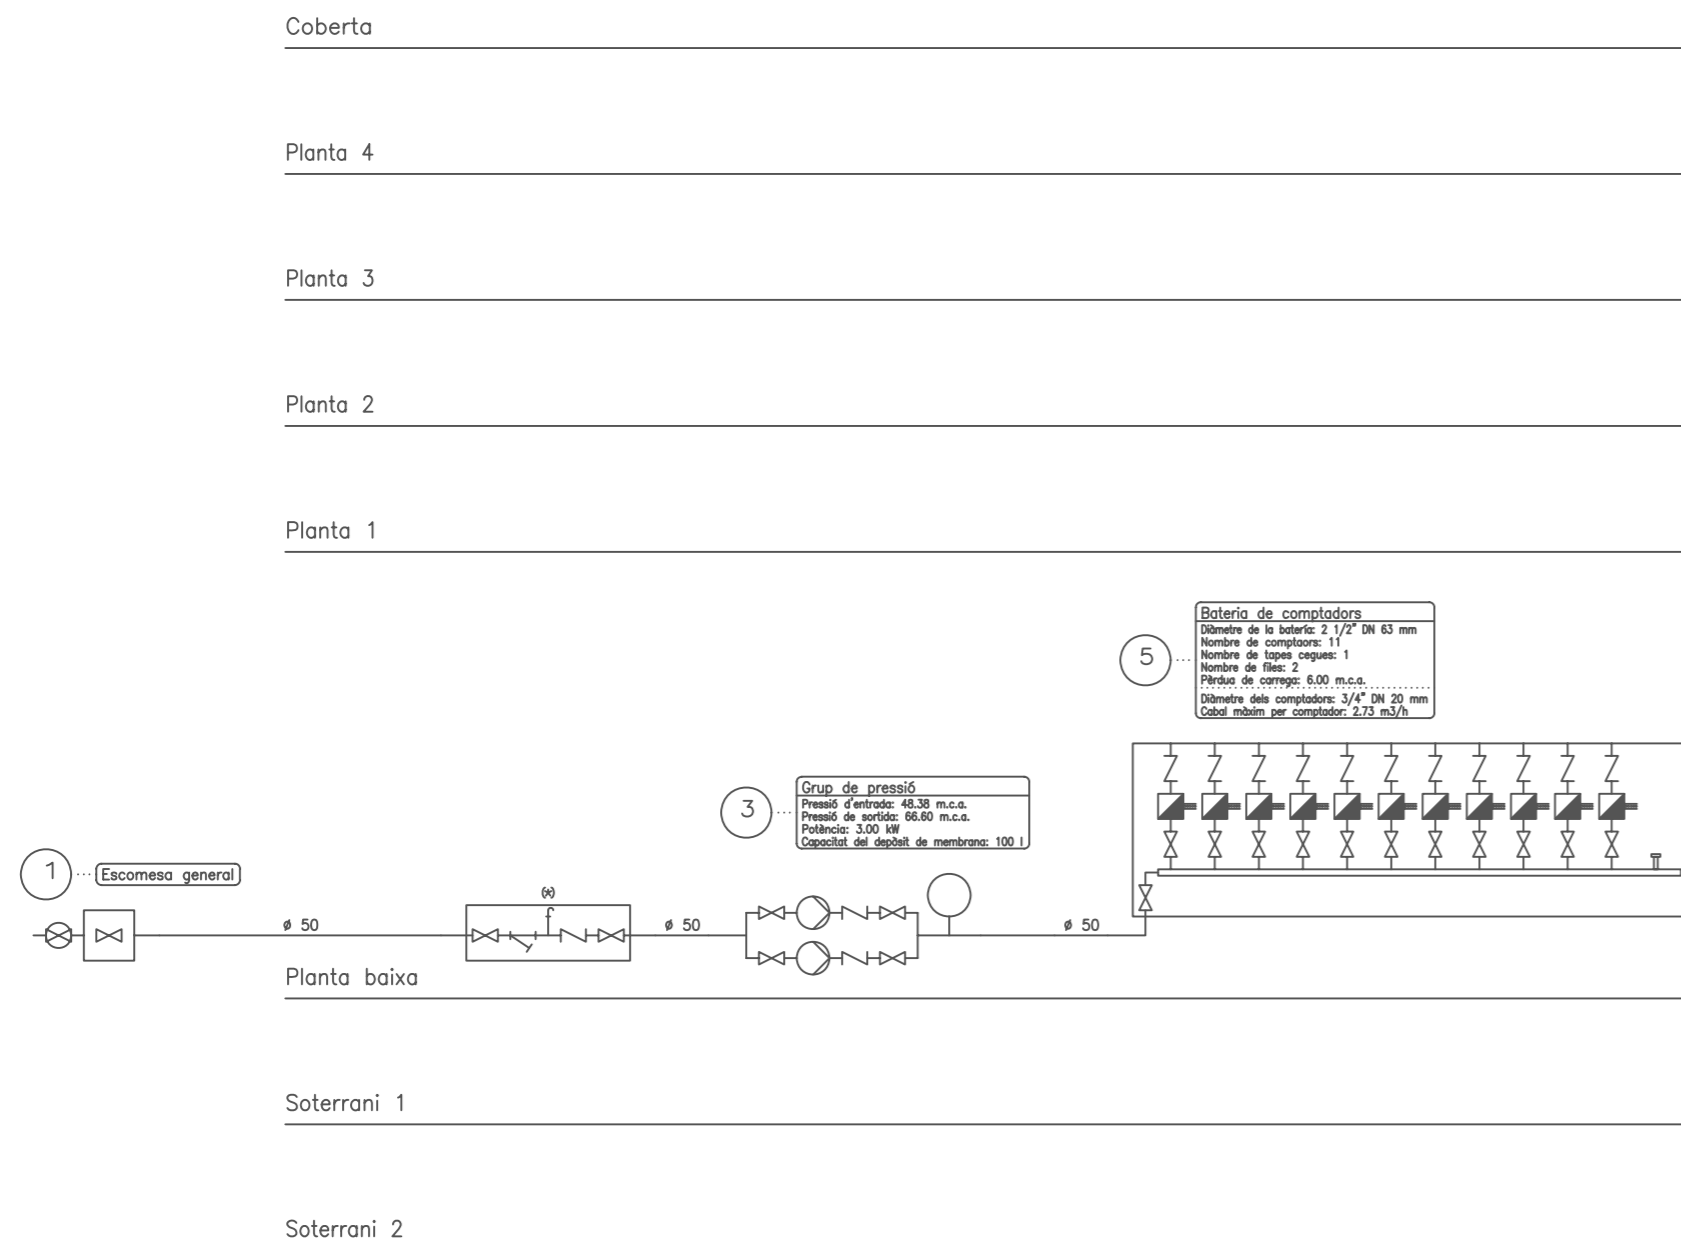 Coberta
Planta 4
Planta 3
Planta 2
Planta 1
5
Bateria de comptadors
Diàmetre de la batería: 2 1/2" DN 63 mm
Nombre de comptaors: 11
Nombre de tapes cegues: 1
Nombre de files: 2
Pèrdua de carrega: 6.00 m.c.a.
Diàmetre dels comptadors: 3/4" DN 20 mm
Cabal màxim per comptador: 2.73 m3/h
3
Grup de pressió
Pressió d'entrada: 48.38 m.c.a.
Pressió de sortida: 66.60 m.c.a.
Potència: 3.00 kW
Capacitat del depòsit de membrana: 100 l
1
Escomesa general
(*)
ø 50
ø 50
ø 50
Planta baixa
Soterrani 1
Soterrani 2